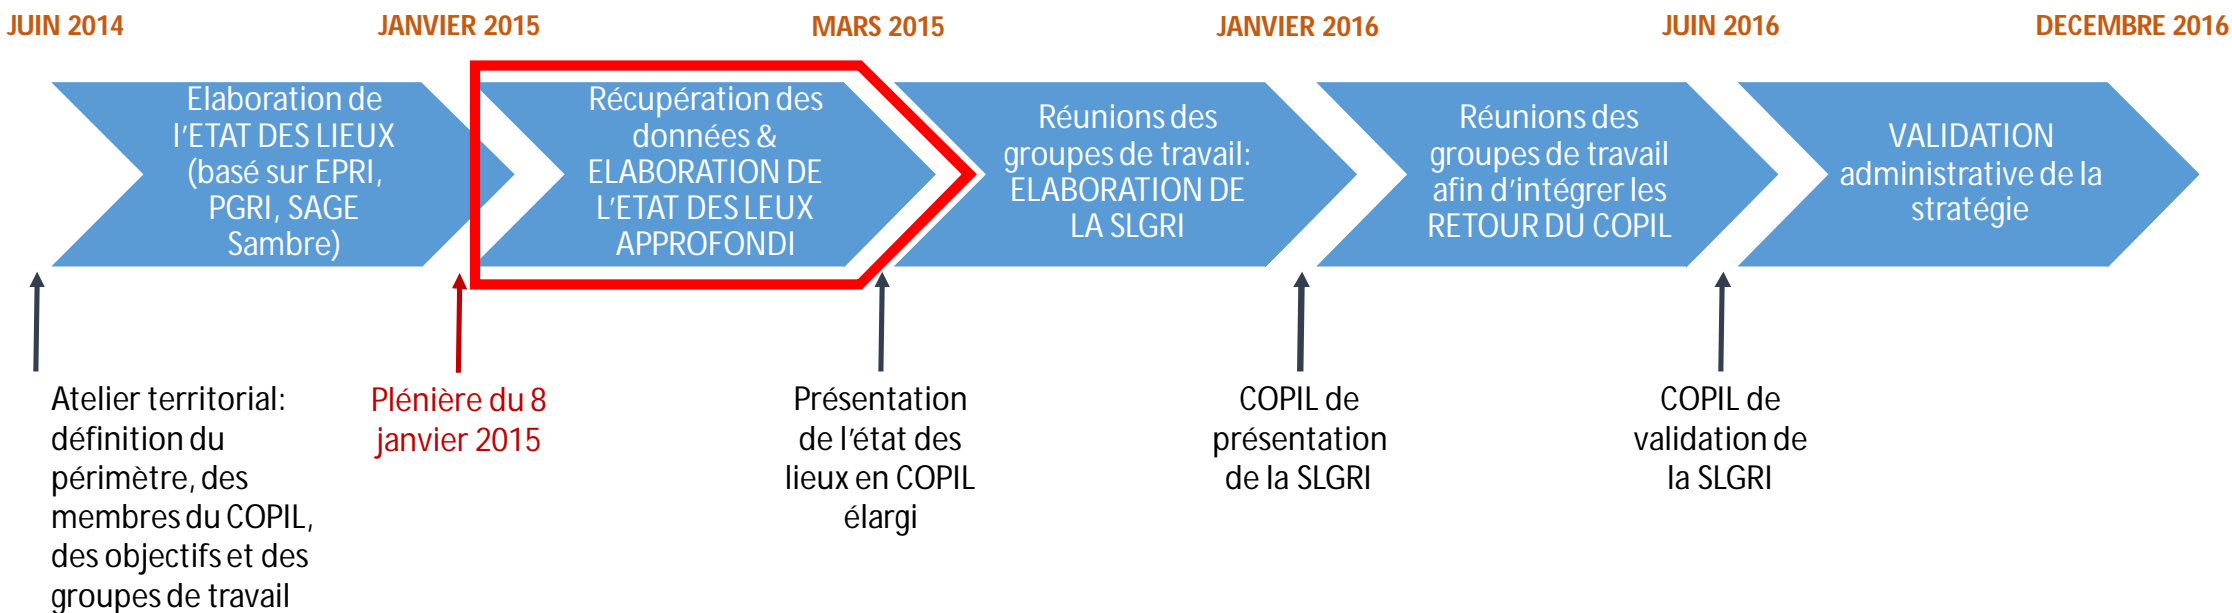 JUIN 2014
JANVIER 2015
MARS 2015
JANVIER 2016
JUIN 2016
DECEMBRE 2016
Elaboration de
l'ETAT DES LIEUX
(basé sur EPRI,
PGRI, SAGE
Sambre)
Récupération des
données &
ELABORATION DE
L'ETAT DES LEUX
APPROFONDI
Réunions des
groupes de travail:
ELABORATION DE
LA SLGRI
Réunions des
groupes de travail
afin d'intégrer les
RETOUR DU COPIL
VALIDATION
administrative de la
stratégie
Atelier territorial:
définition du
périmètre, des
membres du COPIL,
des objectifs et des
groupes de travail
Plénière du 8
janvier 2015
Présentation
de l'état des
lieux en COPIL
élargi
COPIL de
présentation
de la SLGRI
COPIL de
validation de
la SLGRI